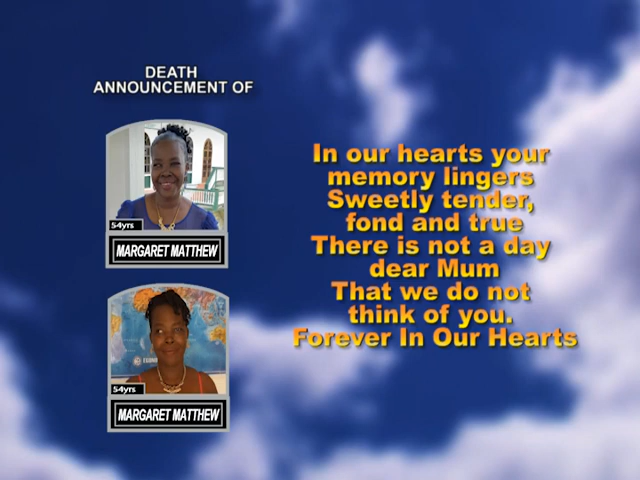 DEATH
ANNOUNCEMENT OF
54yrs
MARGARET MATTHEW
54yrs
MARGARET MATTHEW
In our hearts your
memory lingers
Sweetly tender,
fond and true
There is not a day
dear Mum
That we do not
think of you.
Forever In Our Hearts